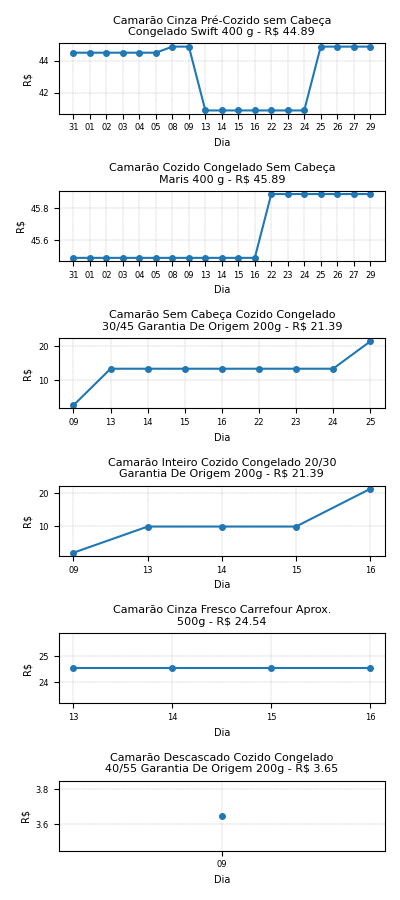 Camarão Cinza Pré-Cozido sem Cabeça
Congelado Swift 400 g - R$ 44.89
44
42
R$
31 01 02 03 04 05 08 09 13 14 15 16 22 23 24 25 26 27 29
Dia
Camarão Cozido Congelado Sem Cabeça
Maris 400 g - R$ 45.89
45.8
45.6
R$
31 01 02 03 04 05 08 09 13 14 15 16 22 23 24 25 26 27 29
Dia
Camarão Sem Cabeça Cozido Congelado
30/45 Garantia De Origem 200g - R$ 21.39
20
10
R$
09 13 14 15 16 22 23 24 25
Dia
Camarão Inteiro Cozido Congelado 20/30
Garantia De Origem 200g - R$ 21.39
20
10
R$
09 13 14 15 16
Dia
Camarão Cinza Fresco Carrefour Aprox.
500g - R$ 24.54
25
24
R$
13 14 15 16
Dia
Camarão Descascado Cozido Congelado
40/55 Garantia De Origem 200g - R$ 3.65
3.8
3.6
R$
09
Dia